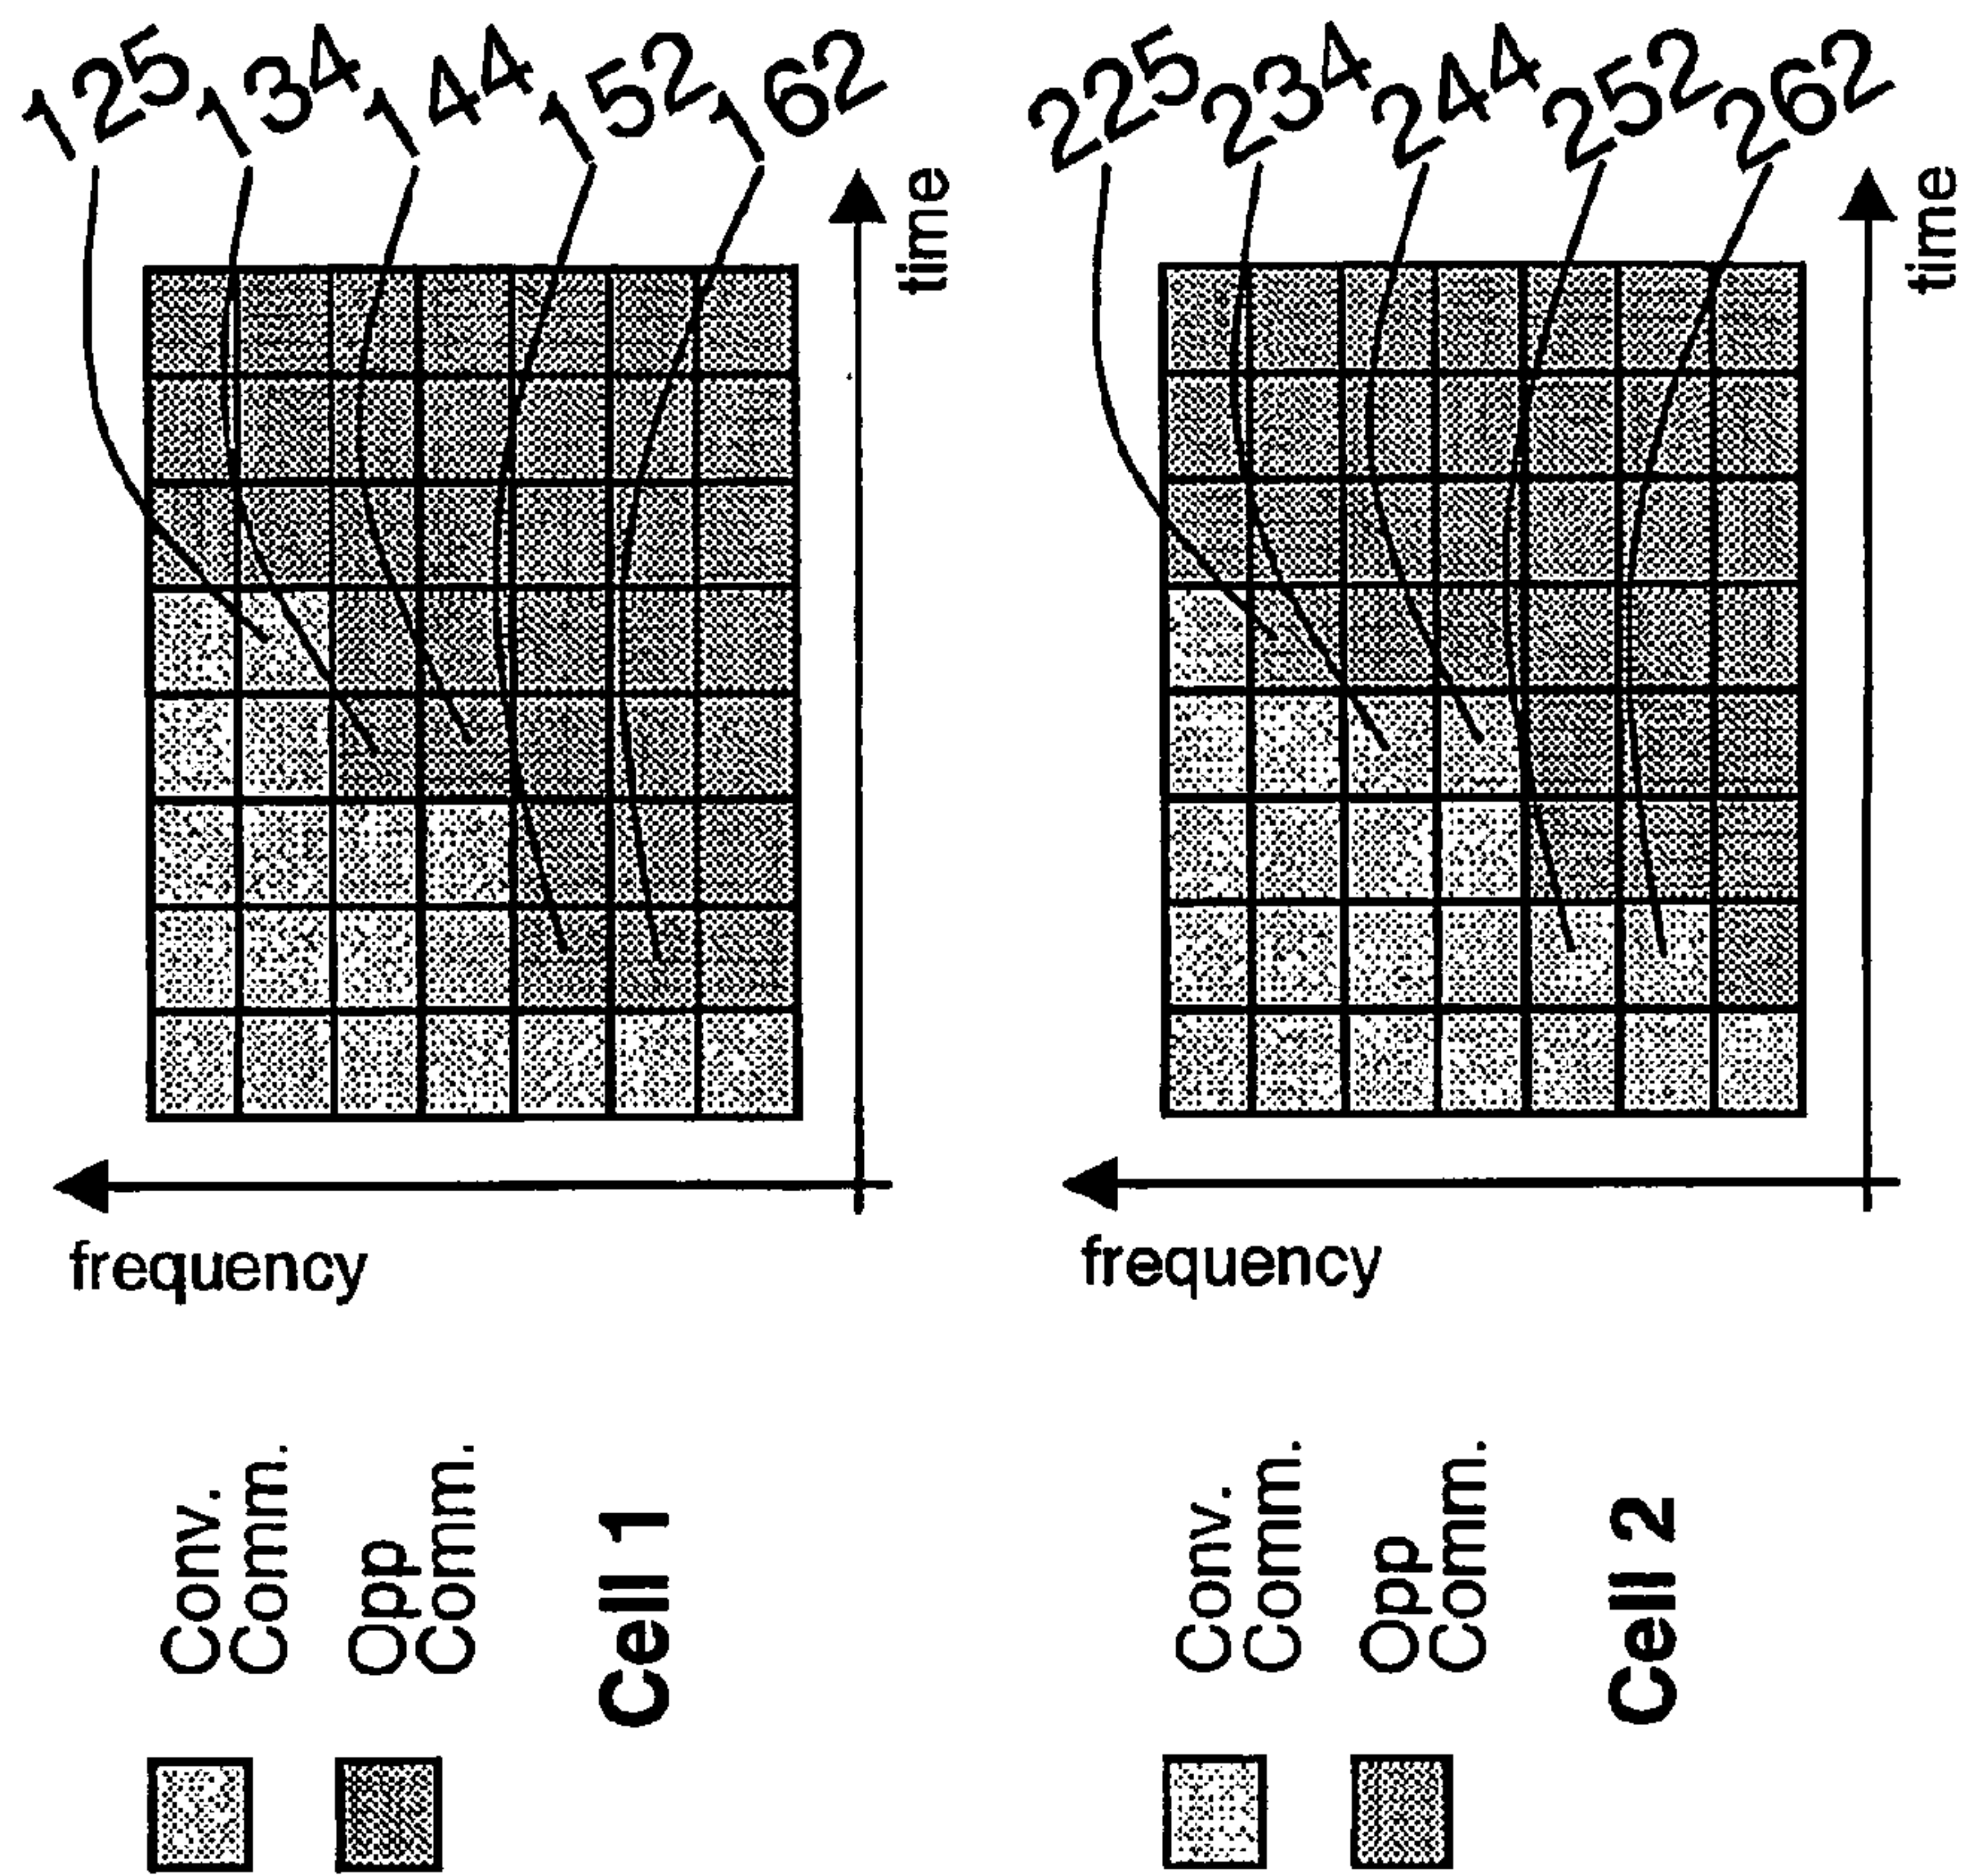 125 134 144 152 162
time
frequency
Conv.
Comm.
Opp
Comm.
Cell 1
225 234 244 252 262
time
frequency
Conv.
Comm.
Opp
Comm.
Cell 2